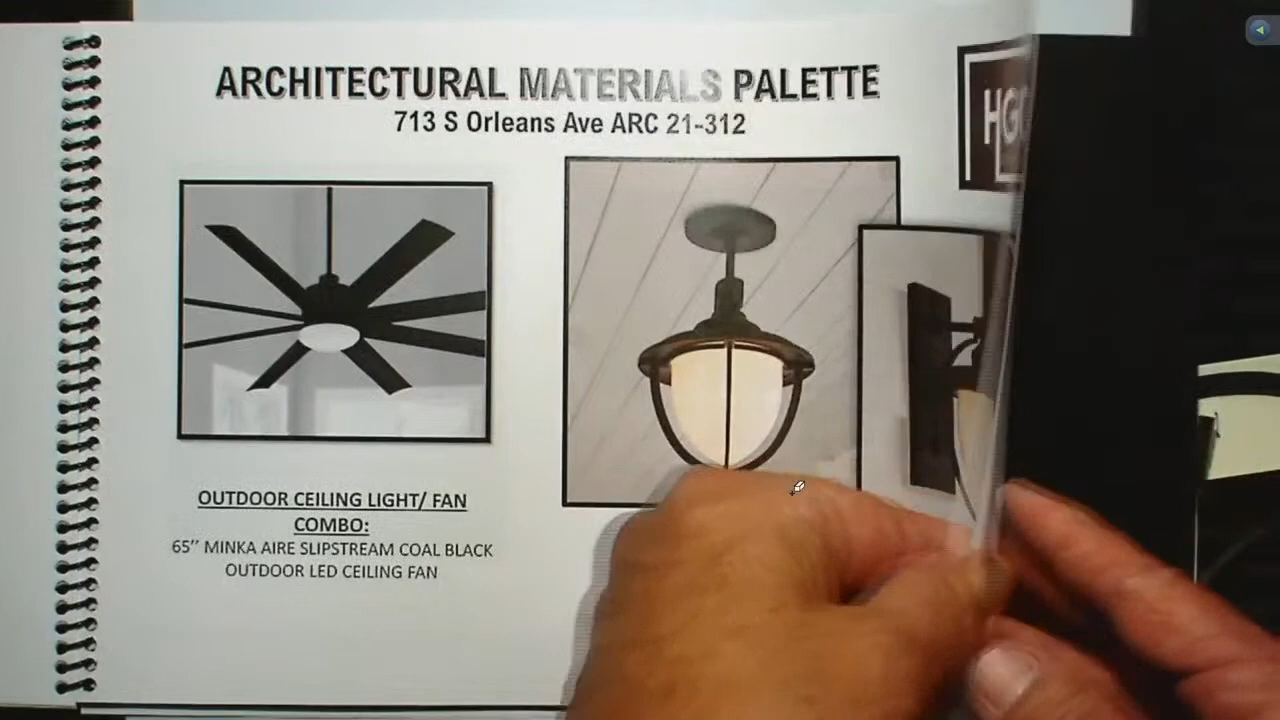 ARCHITECTURAL MATERIALS PALETTE
713 S Orleans Ave ARC 21-312
OUTDOOR CEILING LIGHT/ FAN
COMBO:
65″ MINKA AIRE SLIPSTREAM COAL BLACK
OUTDOOR LED CEILING FAN